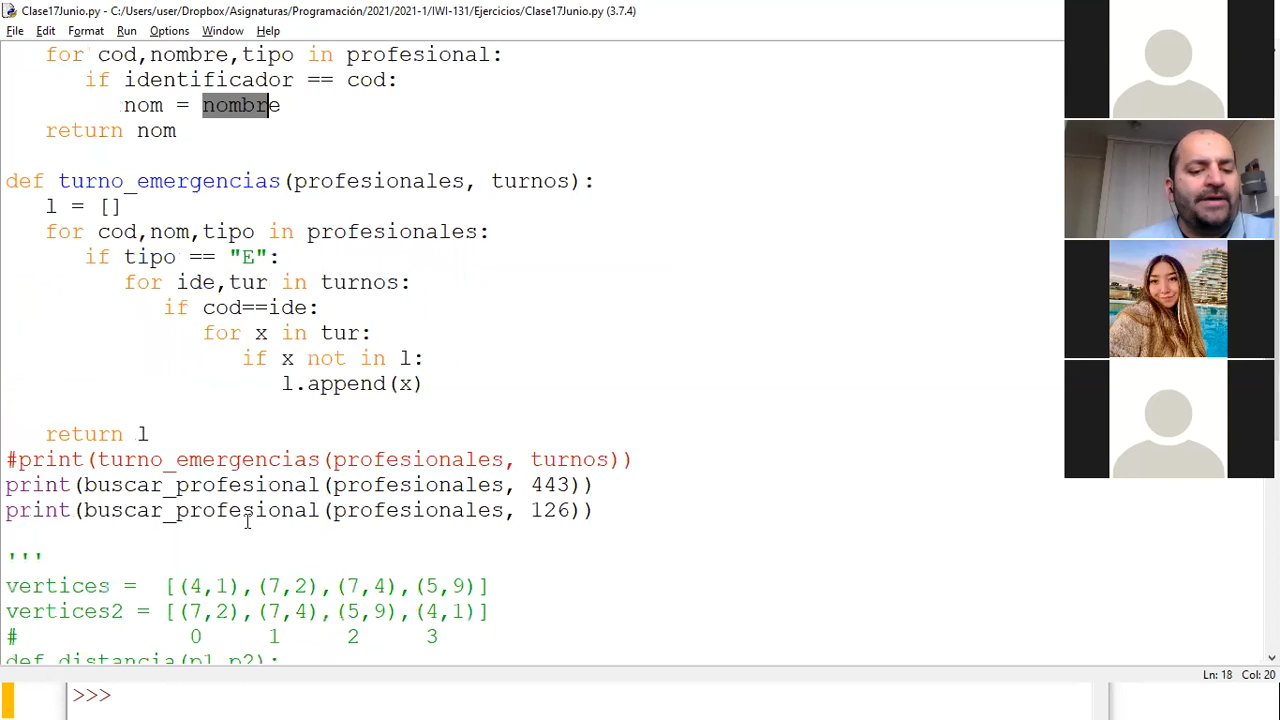 Clase17Junio.py - C:/Users/user/Dropbox/Asignaturas/Programación/2021/2021-1/IWI-131/Ejercicios/Clase17Junio.py (3.7.4)
File Edit Format Run Options Window Help
for cod,nombre,tipo in profesional:
if identificador == cod:
nom = nombre
return nom
def turno_emergencias(profesionales, turnos):
l = []
for cod,nom,tipo in profesionales:
if tipo == "E":
for ide,tur in turnos:
if cod==ide:
for x in tur:
if x not in l:
l.append(x)
return l
#print(turno_emergencias(profesionales, turnos))
print(buscar_profesional(profesionales, 443))
print(buscar_profesional(profesionales, 126))
'''
vertices = [(4,1),(7,2),(7,4),(5,9)]
vertices2 = [(7,2),(7,4),(5,9),(4,1)]
# 0 1 2 3
def distancia(p1,p2):
Ln: 18 Col: 20
>>>